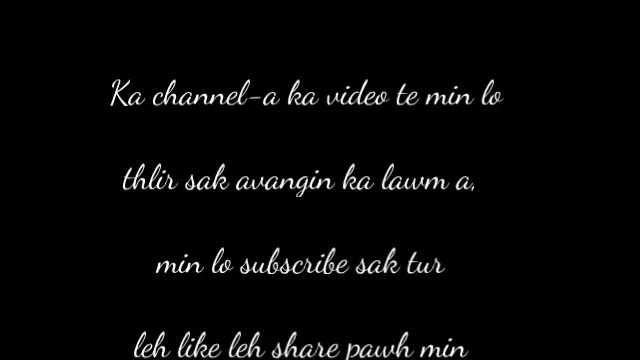 Ka channel-a ka video te min lo
thlir sak avangin ka lawm a,
min lo subscribe sak tur
leh like leh share pawh min